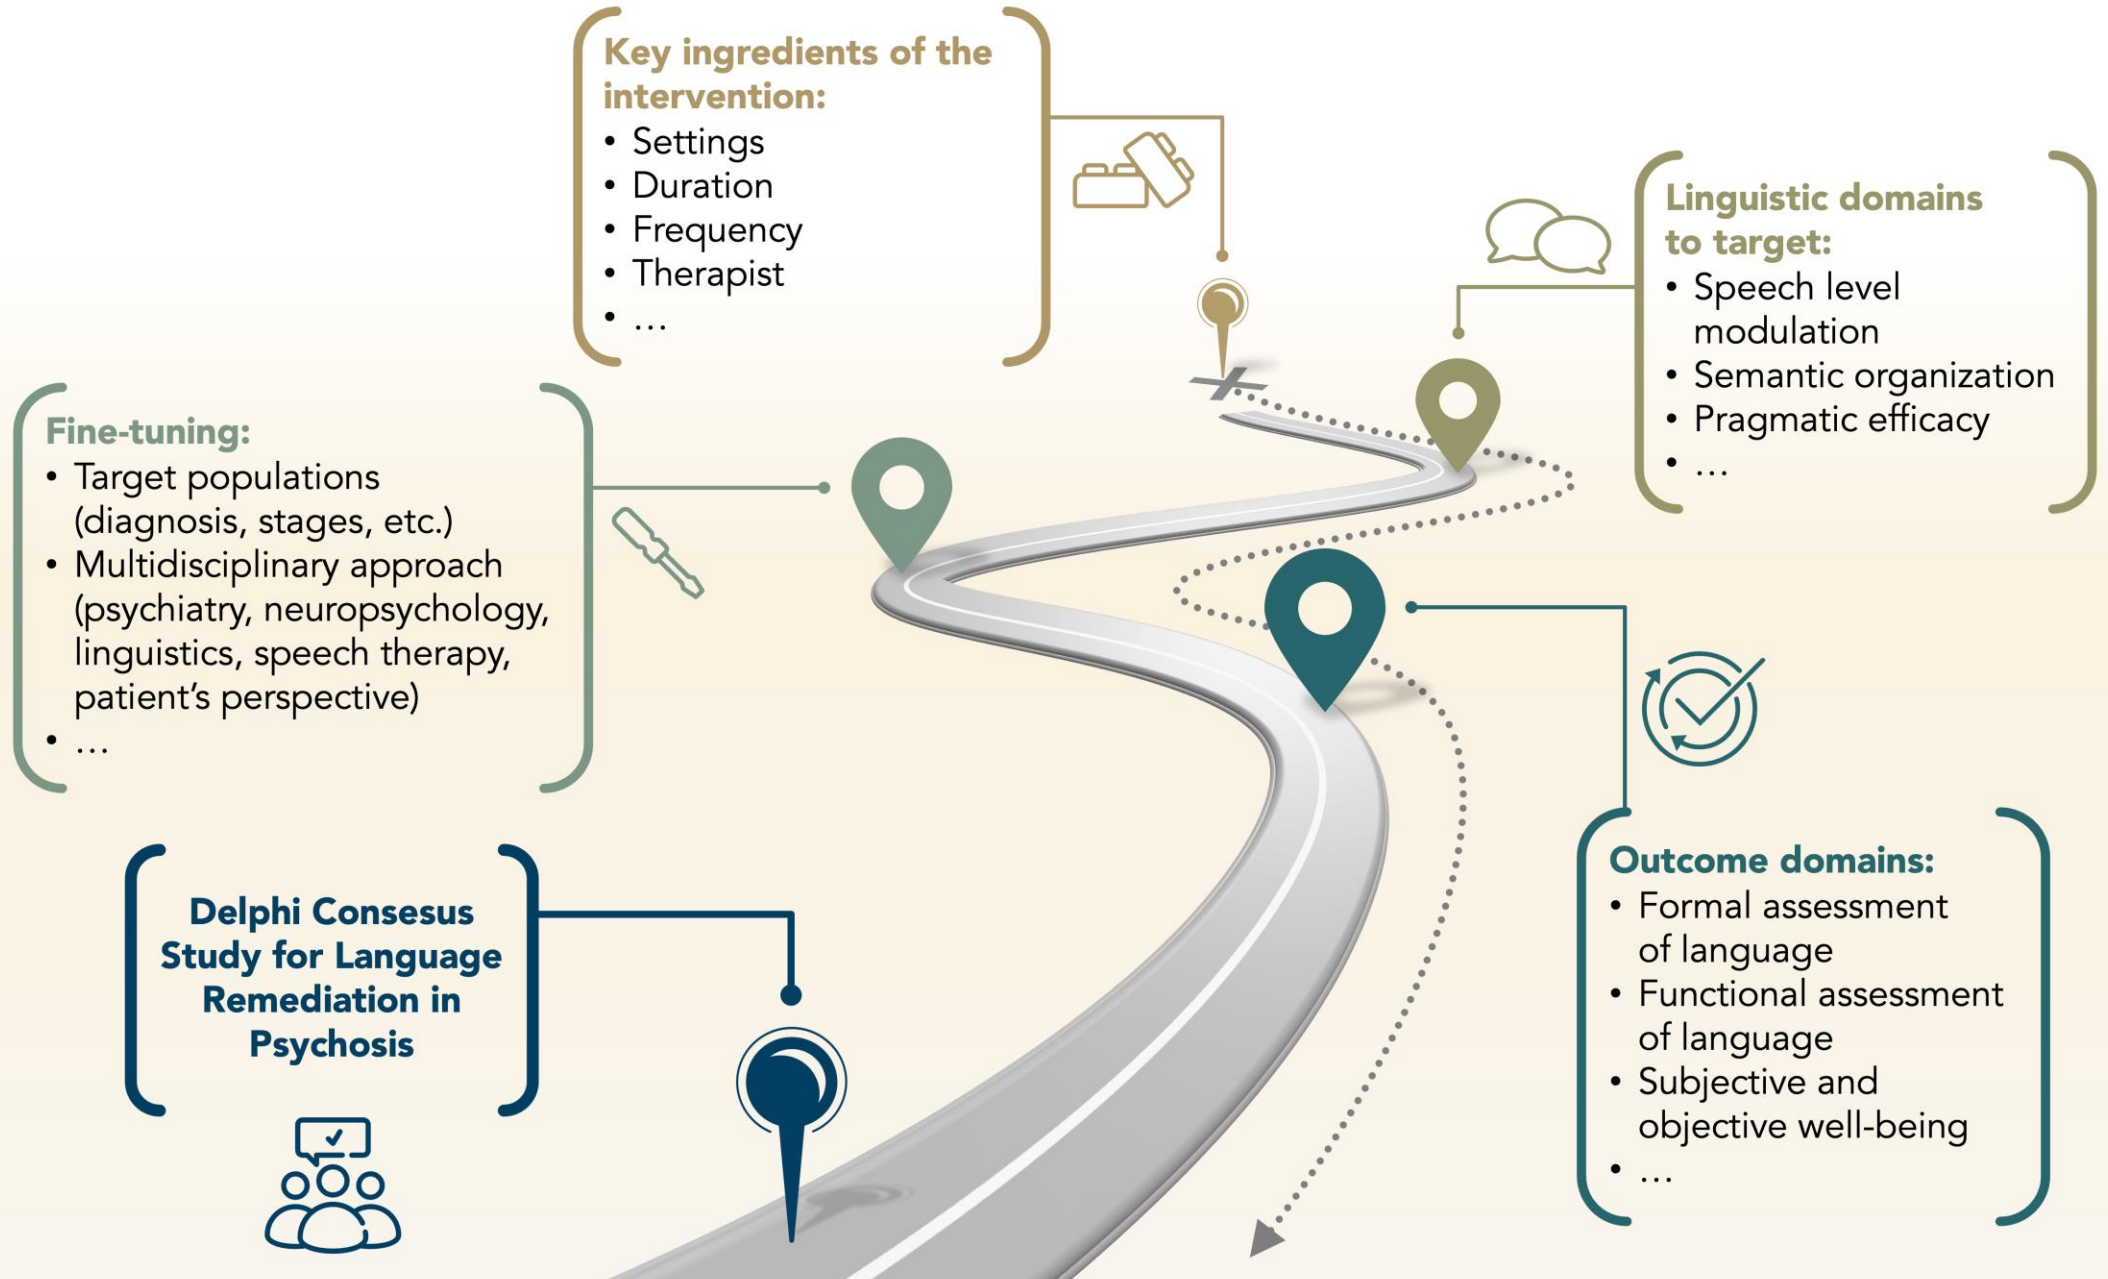 Key ingredients of the
intervention:
• Settings
• Duration
• Frequency
• Therapist
• ...
Linguistic domains
to target:
• Speech level
modulation
• Semantic organization
• Pragmatic efficacy
• ...
Fine-tuning:
• Target populations
(diagnosis, stages, etc.)
• Multidisciplinary approach
(psychiatry, neuropsychology,
linguistics, speech therapy,
patient’s perspective)
• ...
Outcome domains:
• Formal assessment
of language
• Functional assessment
of language
• Subjective and
objective well-being
• ...
Delphi Consesus
Study for Language
Remediation in
Psychosis